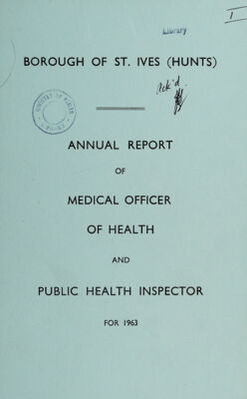 1
Library
BOROUGH OF ST. IVES (HUNTS)
Ack'd.
ANNUAL REPORT
OF
MEDICAL OFFICER
OF HEALTH
AND
PUBLIC HEALTH INSPECTOR
FOR 1963